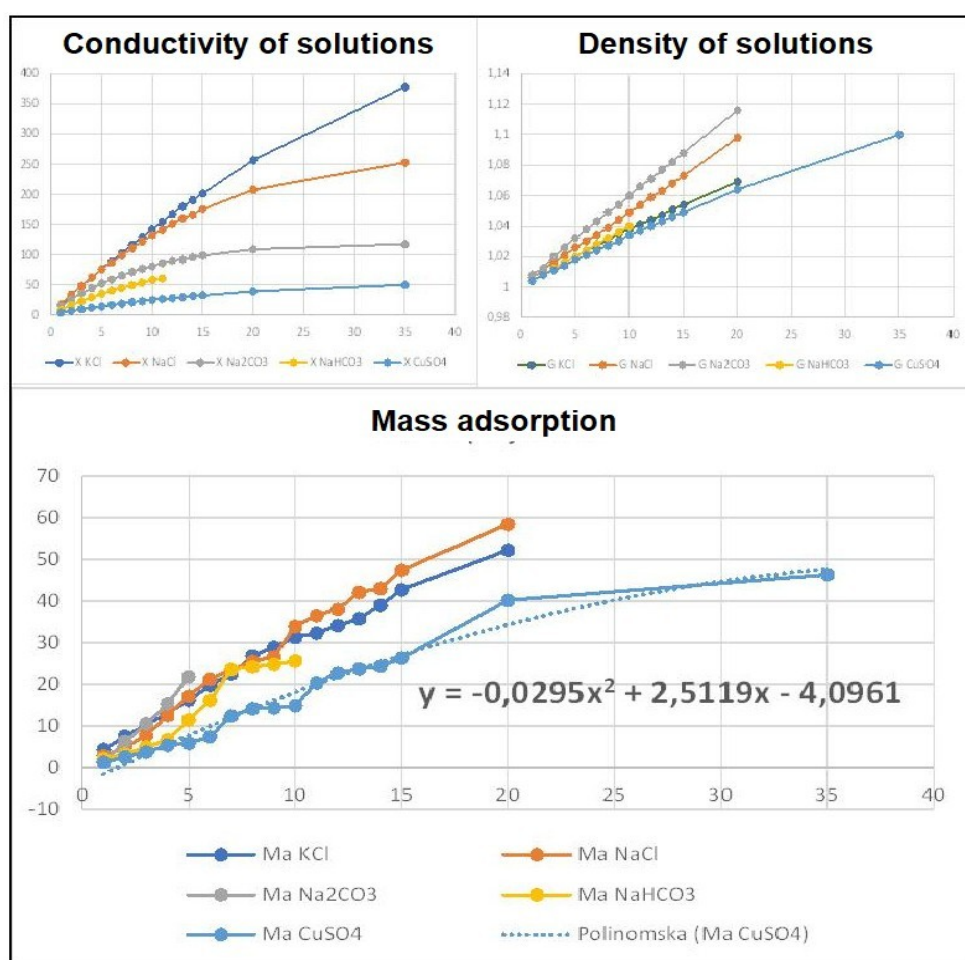 Conductivity of solutions
400
350
300
250
200
150
100
50
0
0 5 10 15 20 25 30 35 40
X KCl X NaCl X Na2CO3 X NaHCO3 X CuSO4
Density of solutions
1,14
1,12
1,1
1,08
1,06
1,04
1,02
1
0,98
0 5 10 15 20 25 30 35 40
G KCl G NaCl G Na2CO3 G NaHCO3 G CuSO4
Mass adsorption
70
60
50
40
30
20
10
0
-10
0 5 10 15 20 25 30 35 40
y = -0,0295x² + 2,5119x - 4,0961
Ma KCl Ma NaCl
Ma Na2CO3 Ma NaHCO3
Ma CuSO4 Polinomska (Ma CuSO4)